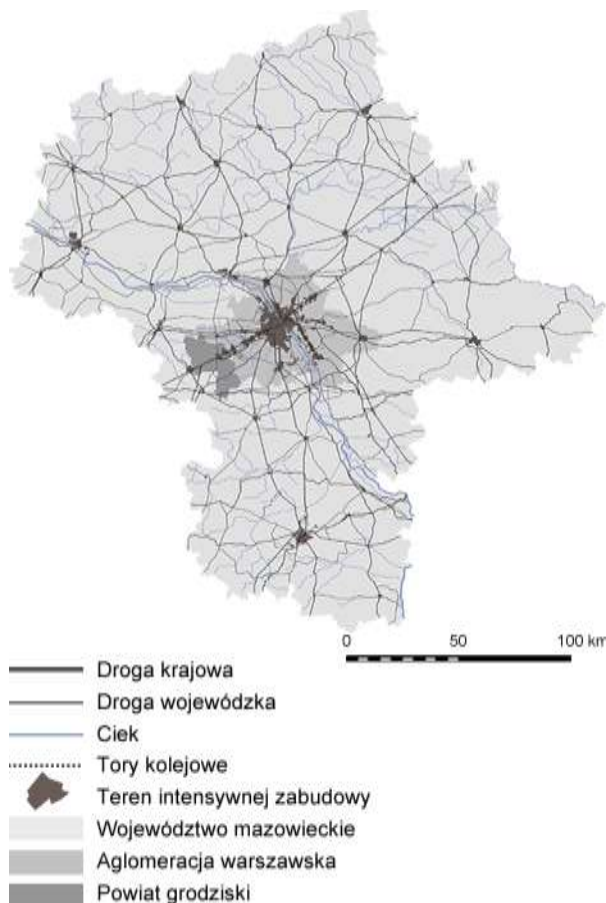 0 50 100 km
Droga krajowa
Droga wojewódzka
Ciek
Tory kolejowe
Teren intensywnej zabudowy
Województwo mazowieckie
Aglomeracja warszawska
Powiat grodziski